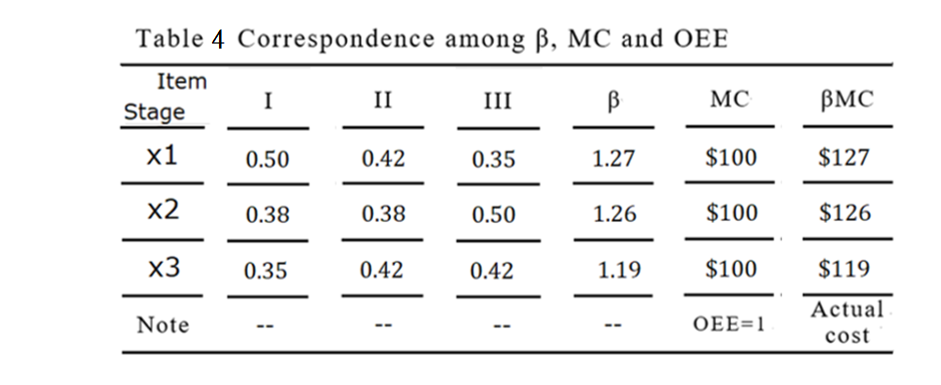 Table 4 Correspondence among β, MC and OEE
Item
Stage I II III β MC βMC
x1 0.50 0.42 0.35 1.27 $100 $127
x2 0.38 0.38 0.50 1.26 $100 $126
x3 0.35 0.42 0.42 1.19 $100 $119
Note -- -- -- -- OEE=1 Actual
cost